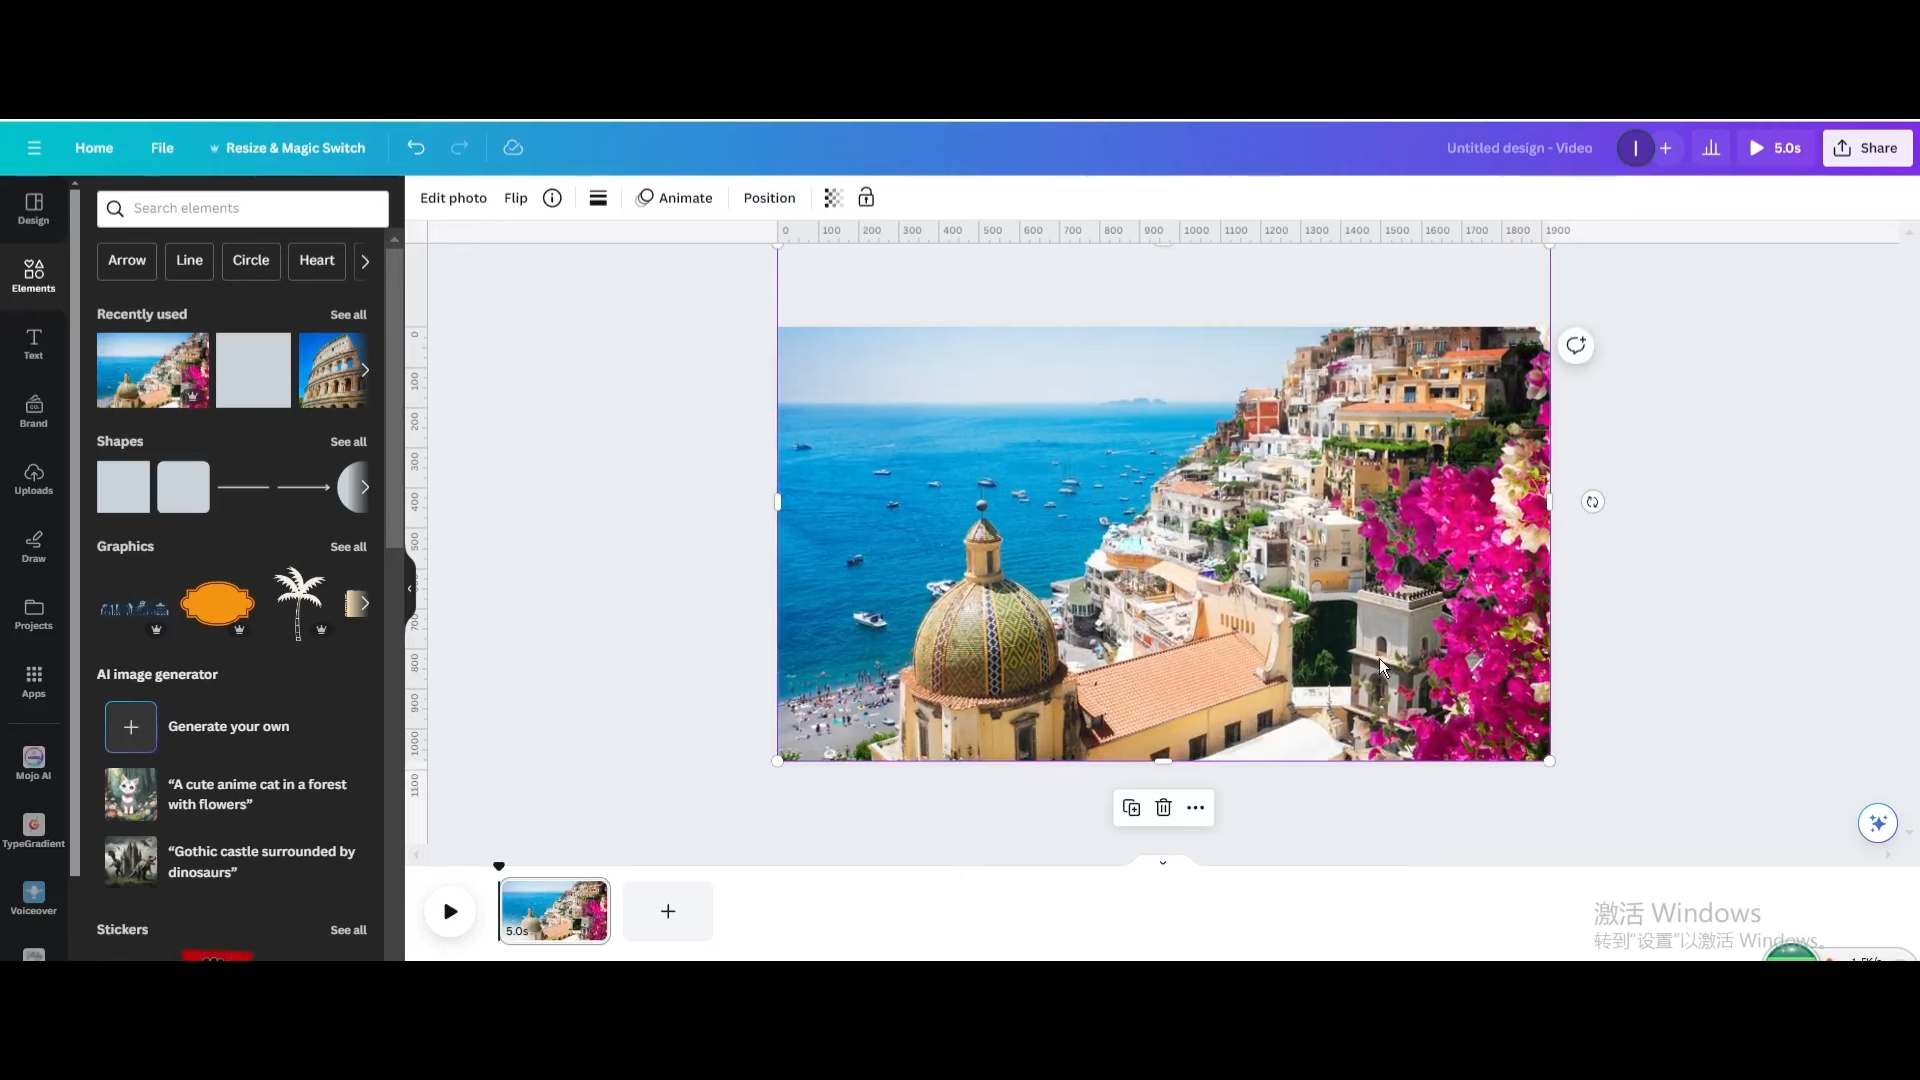 Home
File
Resize & Magic Switch
Untitled design - Video
5.0s
Share
Edit photo
Flip
Animate
Position
Search elements
Design
Elements
Text
Brand
Uploads
Draw
Projects
Apps
Mojo AI
TypeGradient
Voiceover
Arrow
Line
Circle
Heart
Recently used
See all
Shapes
See all
Graphics
See all
AI image generator
Generate your own
“A cute anime cat in a forest
with flowers”
“Gothic castle surrounded by
dinosaurs”
Stickers
See all
0 100 200 300 400 500 600 700 800 900 1000 1100 1200 1300 1400 1500 1600 1700 1800 1900
0
100
200
300
400
500
700
800
900
1000
1100
5.0s
激活 Windows
转到“设置”以激活 Windows。